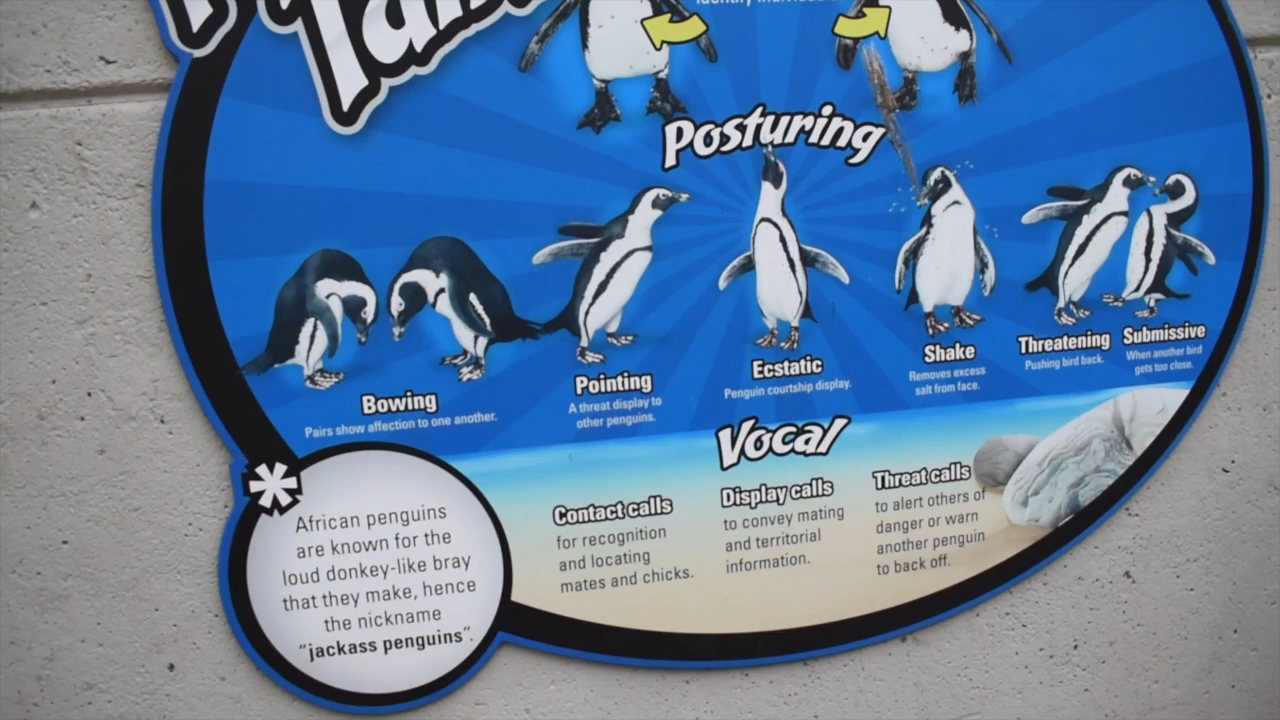 Posturing
Bowing
Pairs show affection to one another.
Pointing
A threat display to
other penguins.
Ecstatic
Penguin courtship display.
Shake
Removes excess
salt from face.
Threatening
Pushing bird back.
Submissive
When another bird
gets too close.
Vocal
Contact calls
for recognition
and locating
mates and chicks.
Display calls
to convey mating
and territorial
information.
Threat calls
to alert others of
danger or warn
another penguin
to back off.
*
African penguins
are known for the
loud donkey-like bray
that they make, hence
the nickname
"jackass penguins".